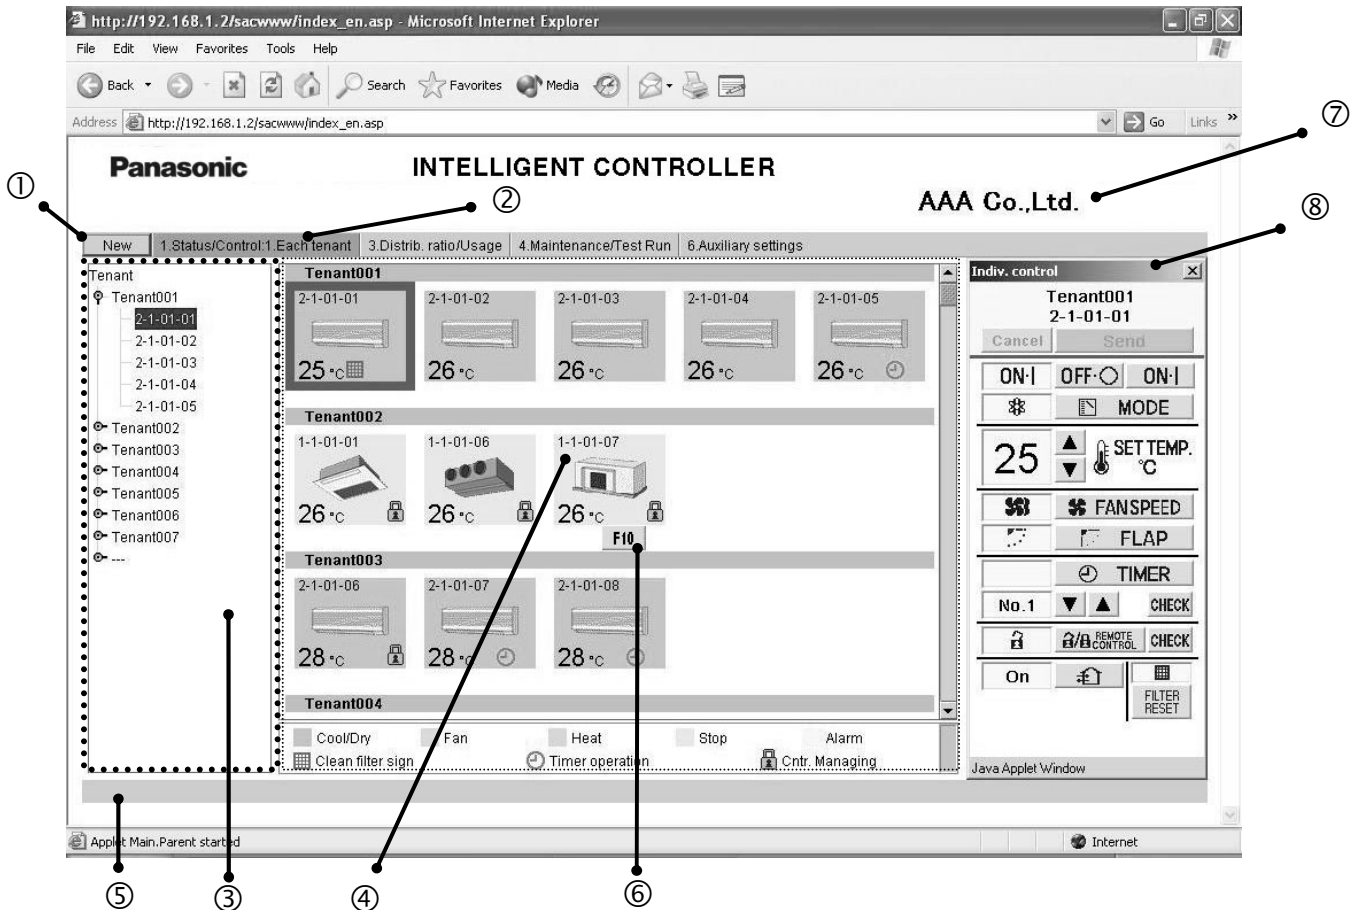 http://192.168.1.2/sacwww/index_en.asp - Microsoft Internet Explorer
File Edit View Favorites Tools Help
Back Search Favorites Media
Address http://192.168.1.2/sacwww/index_en.asp Go Links »
⑦
Panasonic INTELLIGENT CONTROLLER
① ② AAA Co.,Ltd. ⑧
New 1.Status/Control:1.Each tenant 3.Distrib. ratio/Usage 4.Maintenance/Test Run 6.Auxiliary settings
Tenant
Tenant001
2-1-01-01
2-1-01-02
2-1-01-03
2-1-01-04
2-1-01-05
Tenant002
Tenant003
Tenant004
Tenant005
Tenant006
Tenant007
---
Tenant001
2-1-01-01 2-1-01-02 2-1-01-03 2-1-01-04 2-1-01-05
25 °C 26 °C 26 °C 26 °C 26 °C
Tenant002
1-1-01-01 1-1-01-06 1-1-01-07
26 °C 26 °C 26 °C
F10
Tenant003
2-1-01-06 2-1-01-07 2-1-01-08
28 °C 28 °C 28 °C
Tenant004
Cool/Dry Fan Heat Stop Alarm
Clean filter sign Timer operation Cntr. Managing
Indiv. control
Tenant001
2-1-01-01
Cancel Send
ON·| OFF·○ ON·|
MODE
25 SET TEMP.
°C
FAN SPEED
FLAP
TIMER
No.1 ▼ ▲ CHECK
REMOTE CONTROL CHECK
On
FILTER
RESET
Java Applet Window
Applet Main.Parent started Internet
⑤ ③ ④ ⑥